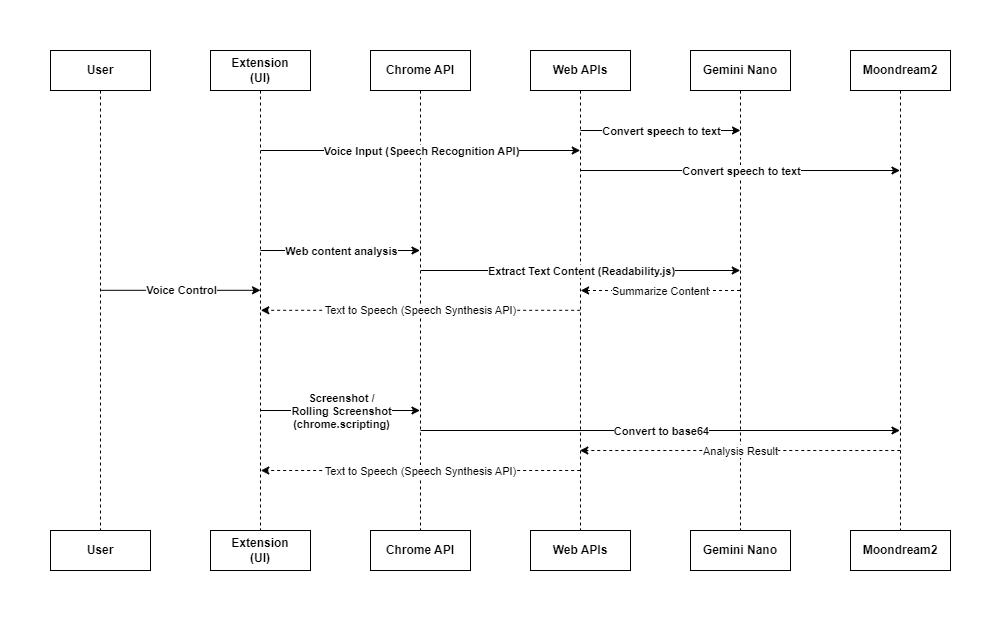 User
Extension
(UI)
Chrome API
Web APIs
Gemini Nano
Moondream2
Convert speech to text
Voice Input (Speech Recognition API)
Convert speech to text
Web content analysis
Extract Text Content (Readability.js)
Voice Control
Summarize Content
Text to Speech (Speech Synthesis API)
Screenshot /
Rolling Screenshot
(chrome.scripting)
Convert to base64
Analysis Result
Text to Speech (Speech Synthesis API)
User
Extension
(UI)
Chrome API
Web APIs
Gemini Nano
Moondream2